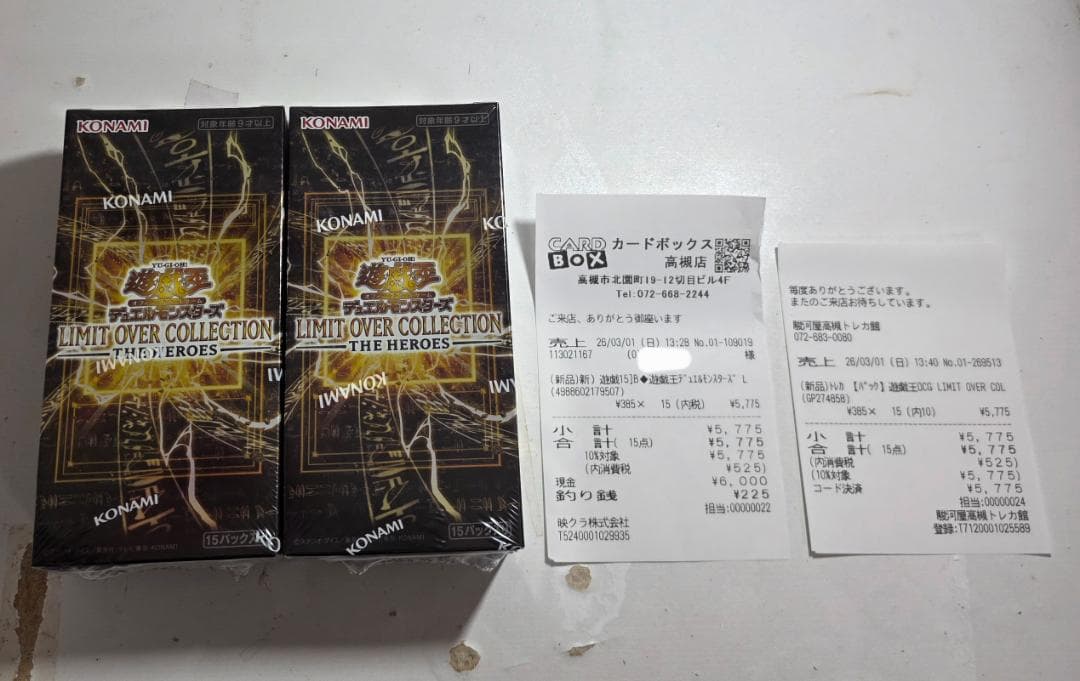 KONAMI
対象年齢9才以上
KONAMI
YU-GI-OH!
遊戯王
デュエルモンスターズ
LIMIT OVER COLLECTION
THE HEROES
KONAMI
KONAMI
15パック入
KONAMI
対象年齢9才以上
KONAMI
YU-GI-OH!
遊戯王
デュエルモンスターズ
LIMIT OVER COLLECTION
THE HEROES
KONAMI
KONAMI
15パック
CARD BOX カードボックス
高槻店
高槻市北園町19-12切目ビル4F
Tel:072-668-2244
ご来店、ありがとう御座います
売上 26/03/01 (日) 13:28 No.01-109019
113021167 (0 様
(新品)新) 遊戯15]B◆遊戯王デュエルモンスターズ L
(4988602179507)
¥385× 15 (内税) ¥5,775
小計 ¥5,775
合計( 15点) ¥5,775
10%対象 ¥5,775
(内消費税 ¥525)
現金 ¥6,000
釣り銭 ¥225
担当:00000022
映クラ株式会社
T5240001029935
毎度ありがとうございます。
またのご来店お待ちしています。
駿河屋高槻トレカ館
072-683-0080
売上 26/03/01 (日) 13:40 No.01-269513
(新品)トレカ 【パック】遊戯王OCG LIMIT OVER COL
(GP274858)
¥385× 15 (内10) ¥5,775
小計 ¥5,775
合計( 15点) ¥5,775
(内消費税 ¥525)
(10%対象 ¥5,775)
コード決済 ¥5,775
担当:00000024
駿河屋高槻トレカ館
登録:T7120001025589